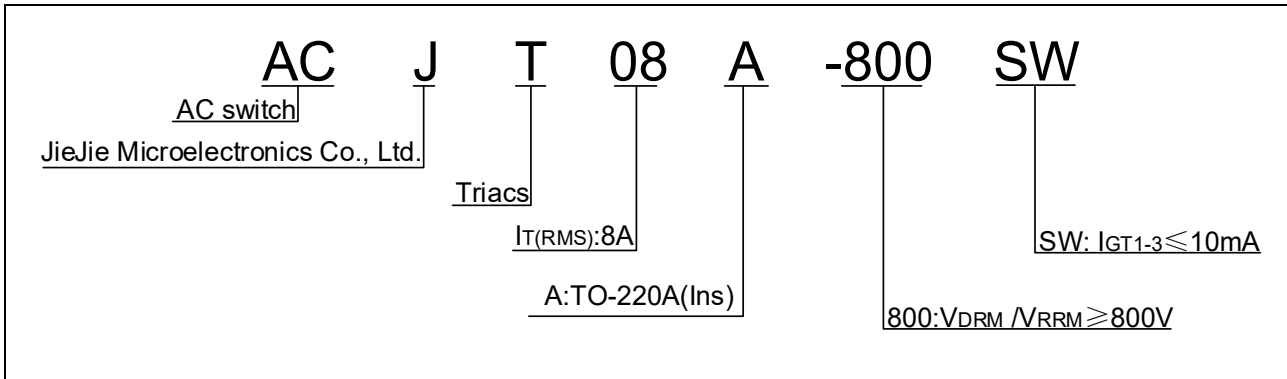 AC J T 08 A -800 SW
AC switch
JieJie Microelectronics Co., Ltd.
Triacs
IT(RMS):8A
SW: IGT1-3≤10mA
A:TO-220A(Ins)
800:VDRM /VRRM≥800V